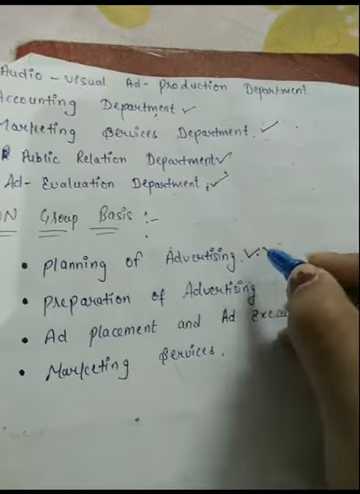 Audio - Visual Ad - Production Department
Accounting Department ✓
Marketing Services Department. ✓
Public Relation Department ✓
Ad - Evaluation Department. ✓
ON Group Basis :-
• Planning of Advertising. ✓
• Preparation of Advertising
• Ad placement and Ad
• Marketing Services.